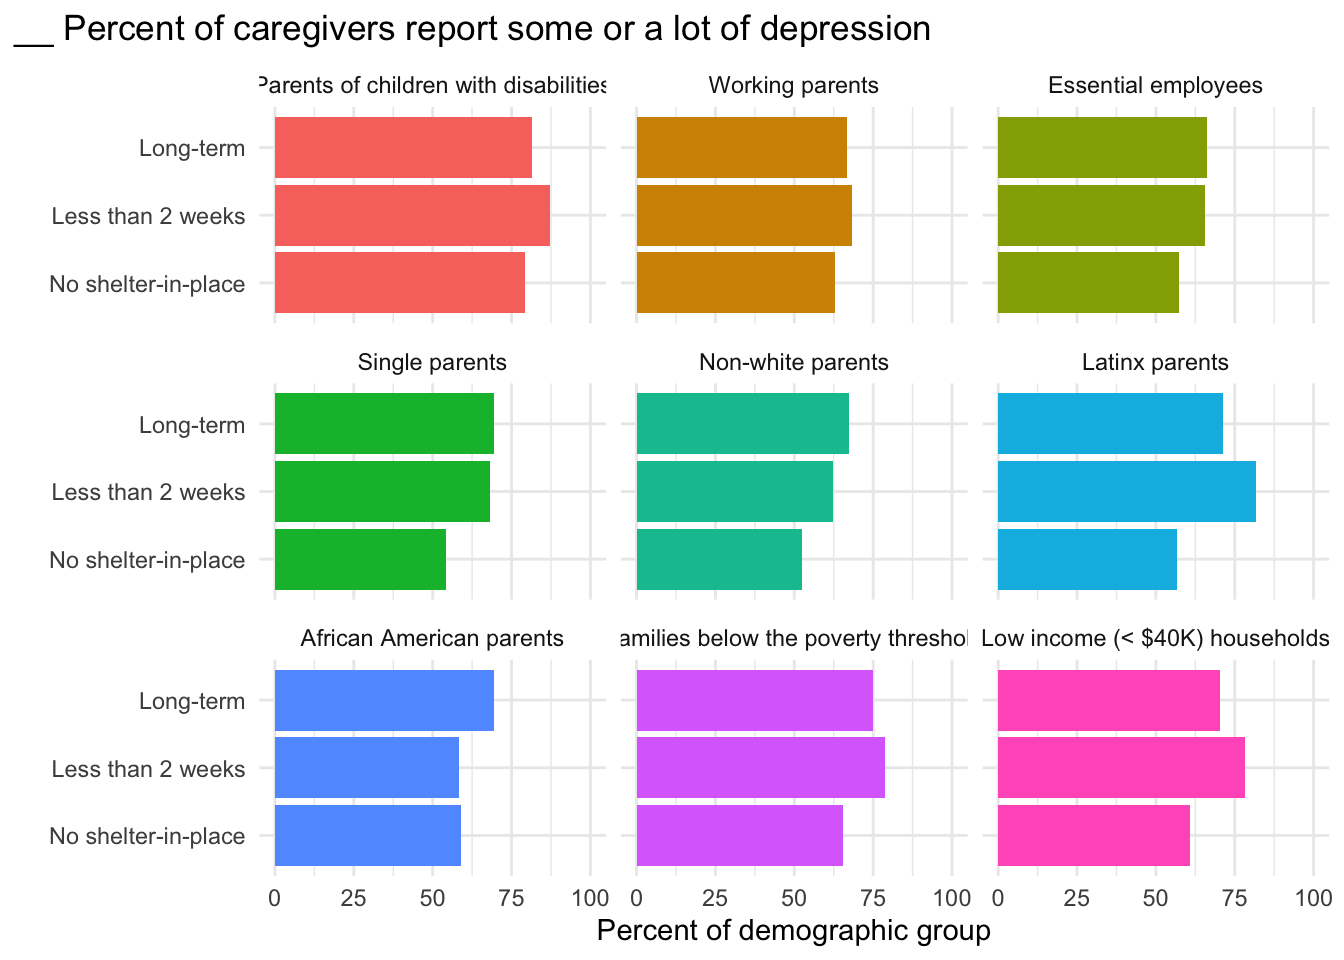 __ Percent of caregivers report some or a lot of depression
Parents of children with disabilities Working parents Essential employees
Long-term
Less than 2 weeks
No shelter-in-place
Single parents Non-white parents Latinx parents
Long-term
Less than 2 weeks
No shelter-in-place
African American parents amilies below the poverty threshol Low income (< $40K) households
Long-term
Less than 2 weeks
No shelter-in-place
0 25 50 75 100 0 25 50 75 100 0 25 50 75 100
Percent of demographic group